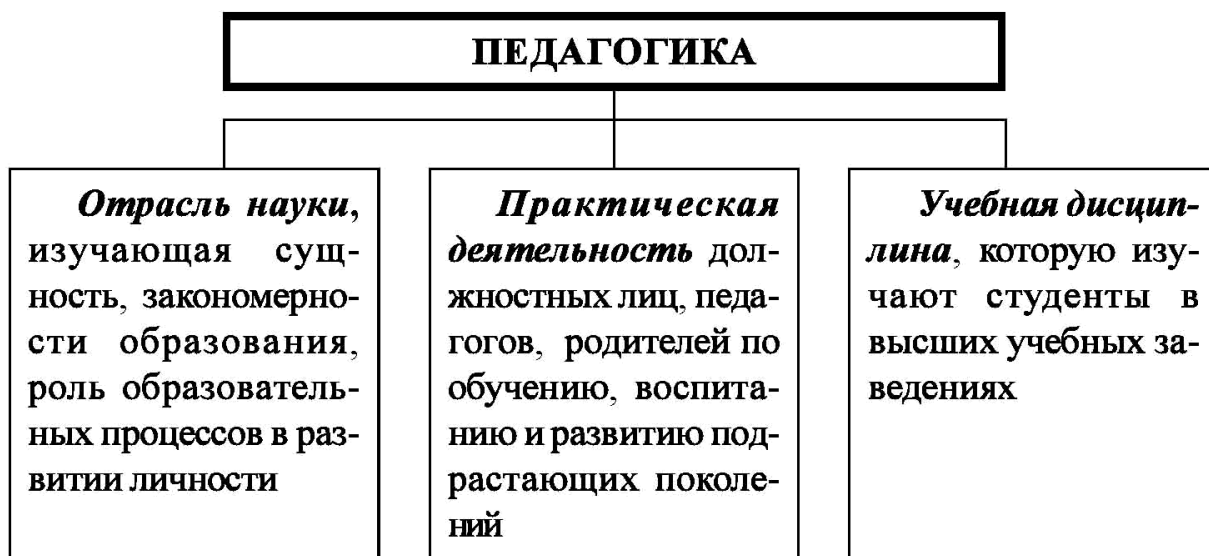 ПЕДАГОГИКА
Отрасль науки,
изучающая сущ-
ность, закономерно-
сти образования,
роль образователь-
ных процессов в раз-
витии личности
Практическая
деятельность дол-
жностных лиц, педа-
гогов, родителей по
обучению, воспита-
нию и развитию под-
растающих поколе-
ний
Учебная дисцип-
лина, которую изу-
чают студенты в
высших учебных за-
ведениях